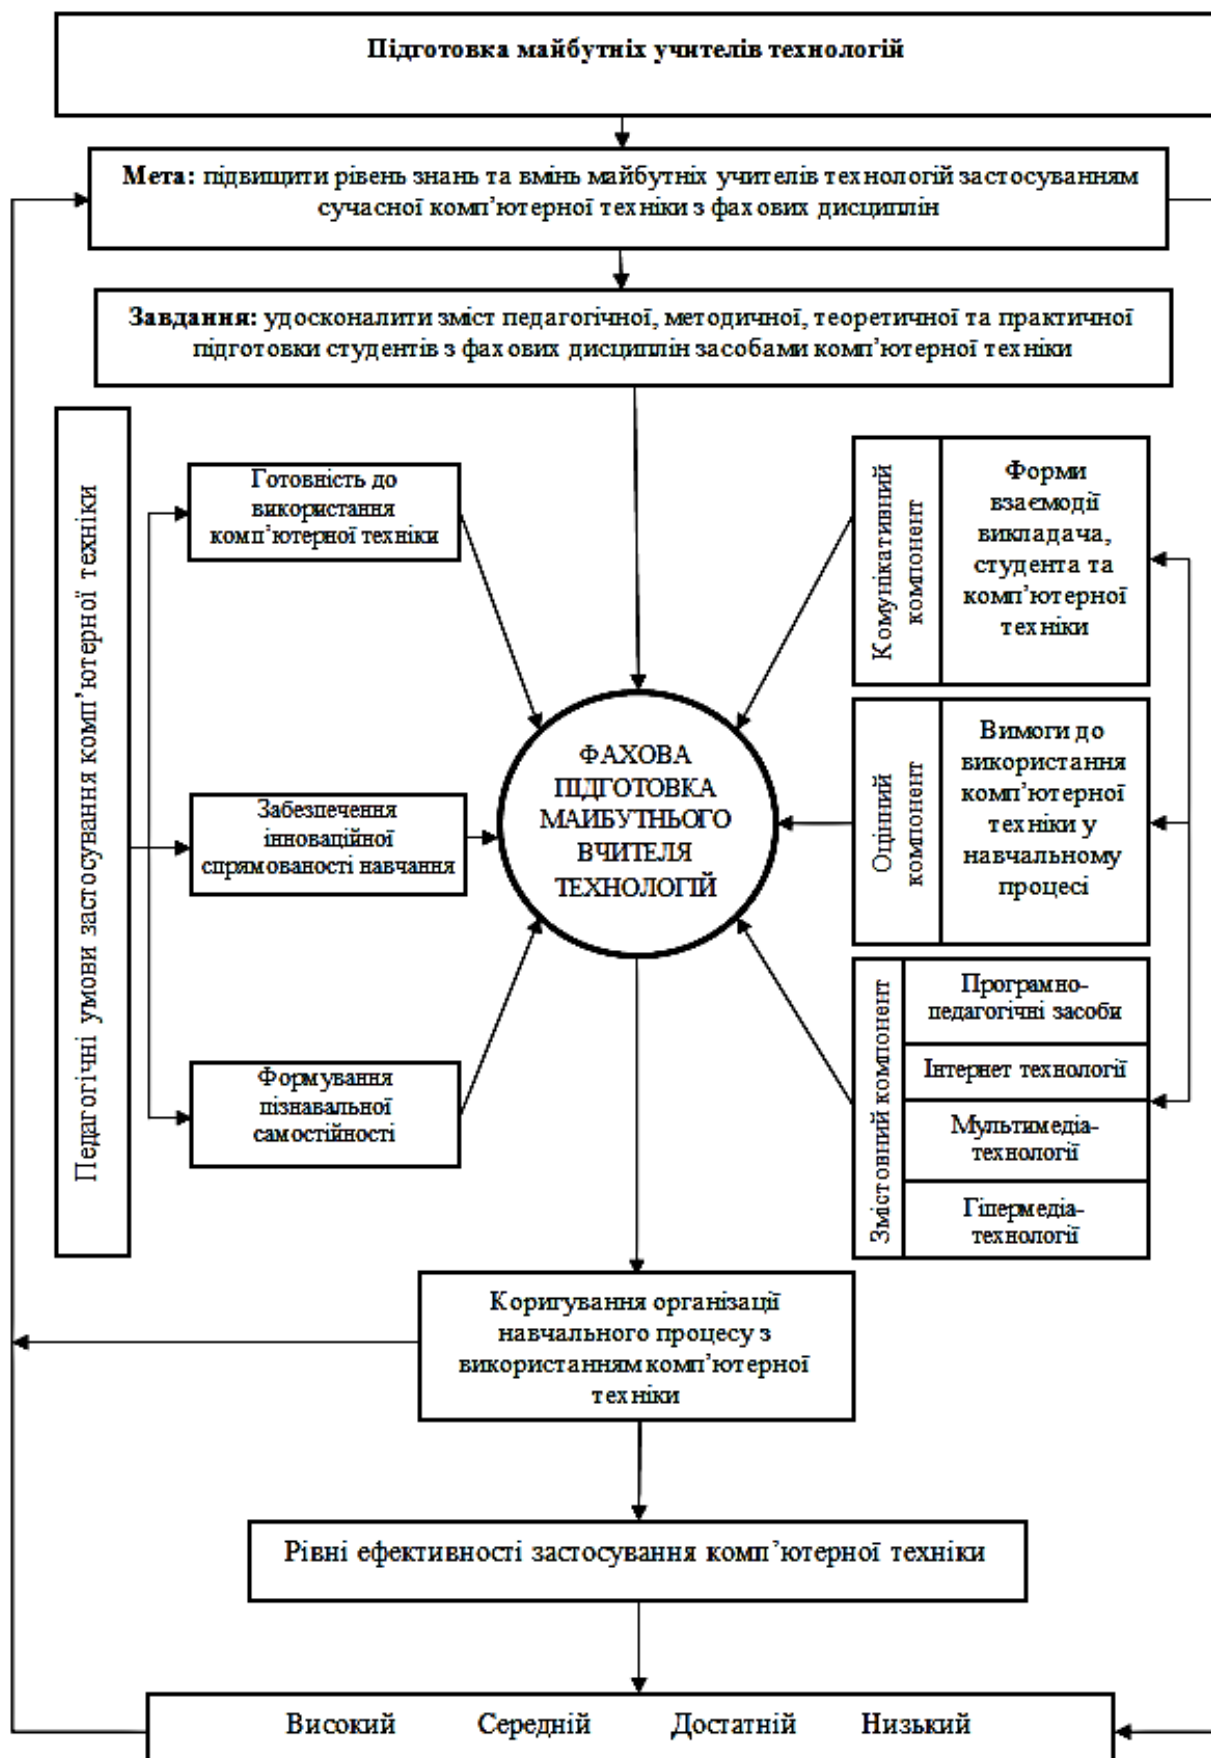 Підготовка майбутніх учителів технологій
Мета: підвищити рівень знань та вмінь майбутніх учителів технологій застосуванням
сучасної комп’ютерної техніки з фахових дисциплін
Завдання: удосконалити зміст педагогічної, методичної, теоретичної та практичної
підготовки студентів з фахових дисциплін засобами комп’ютерної техніки
Педагогічні умови застосування комп’ютерної техніки
Готовність до
використання
комп’ютерної техніки
Забезпечення
інноваційної
спрямованості навчання
Формування
пізнавальної
самостійності
ФАХОВА
ПІДГОТОВКА
МАЙБУТНЬОГО
ВЧИТЕЛЯ
ТЕХНОЛОГІЙ
Комунікативний
компонент
Форми
взаємодії
викладача,
студента та
комп’ютерної
техніки
Оцінний
компонент
Вимоги до
використання
комп’ютерної
техніки у
навчальному
процесі
Змістовний компонент
Програмно-
педагогічні засоби
Інтернет технології
Мультимедіа-
технології
Гіпермедіа-
технології
Коригування організації
навчального процесу з
використанням комп’ютерної
техніки
Рівні ефективності застосування комп’ютерної техніки
Високий Середній Достатній Низький